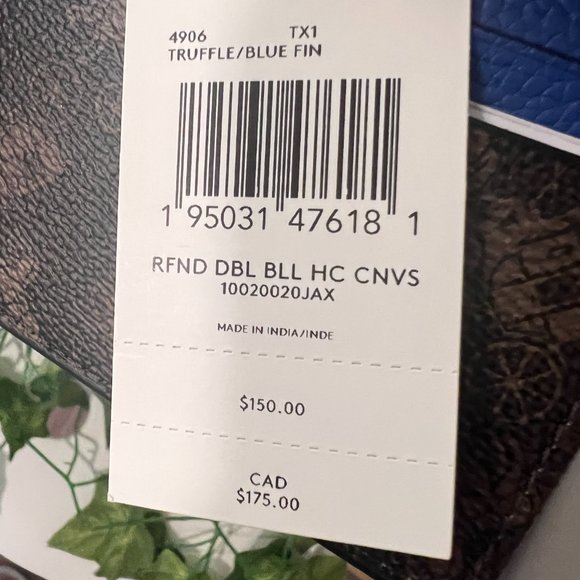 4906 TX1
TRUFFLE/BLUE FIN
1 95031 47618 1
RFND DBL BLL HC CNVS
10020020JAX
MADE IN INDIA/INDE
$150.00
CAD
$175.00